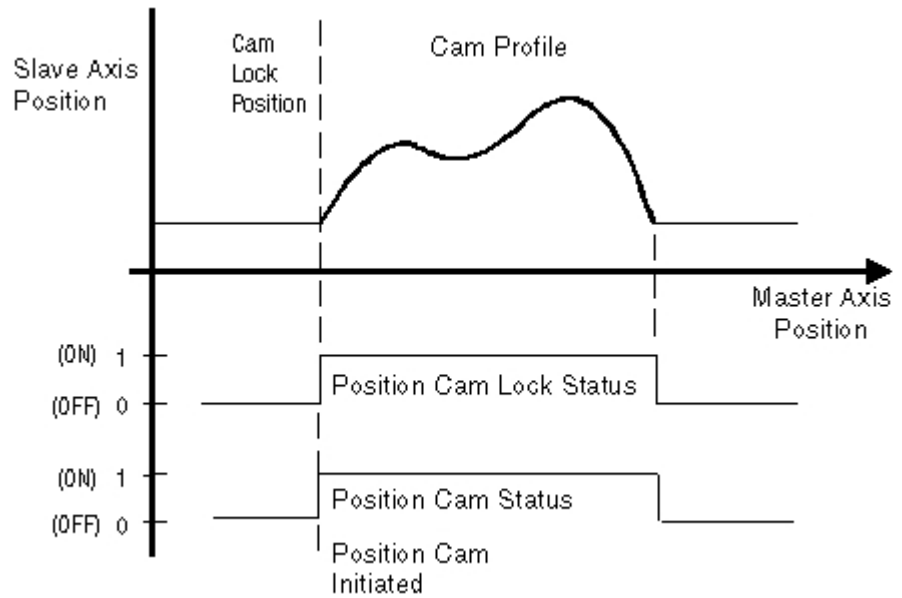 Slave Axis
Position
Cam
Lock
Position
Cam Profile
Master Axis
Position
(ON) 1
(OFF) 0
Position Cam Lock Status
(ON) 1
(OFF) 0
Position Cam Status
Position Cam
Initiated